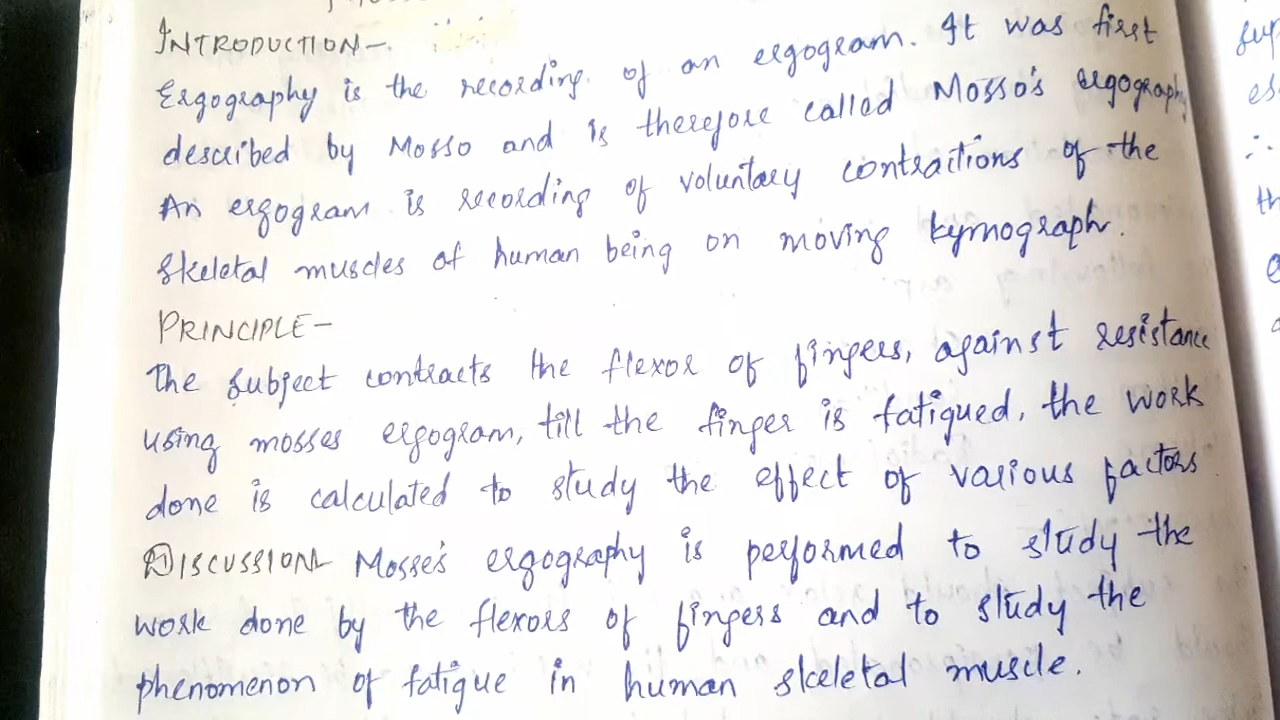 INTRODUCTION-
Ergography is the recording of an ergogram. It was first
described by Mosso and is therefore called Mosso's ergography
An ergogram is recording of voluntary contractions of the
skeletal muscles of human being on moving kymograph.
PRINCIPLE-
The subject contracts the flexor of fingers, against resistance
using mosses ergogram, till the finger is fatigued, the work
done is calculated to study the effect of various factors
DISCUSSION Mosse's ergography is performed to study the
work done by the flexors of fingers and to study the
phenomenon of fatigue in human skeletal muscle.